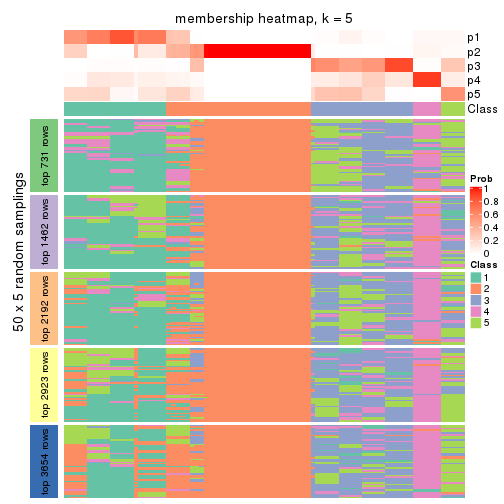 membership heatmap, k = 5
p1
p2
p3
p4
p5
Class
50 x 5 random samplings
top 731 rows
top 1462 rows
top 2192 rows
top 2923 rows
top 3654 rows
Prob
1
0.8
0.6
0.4
0.2
0
Class
1
2
3
4
5